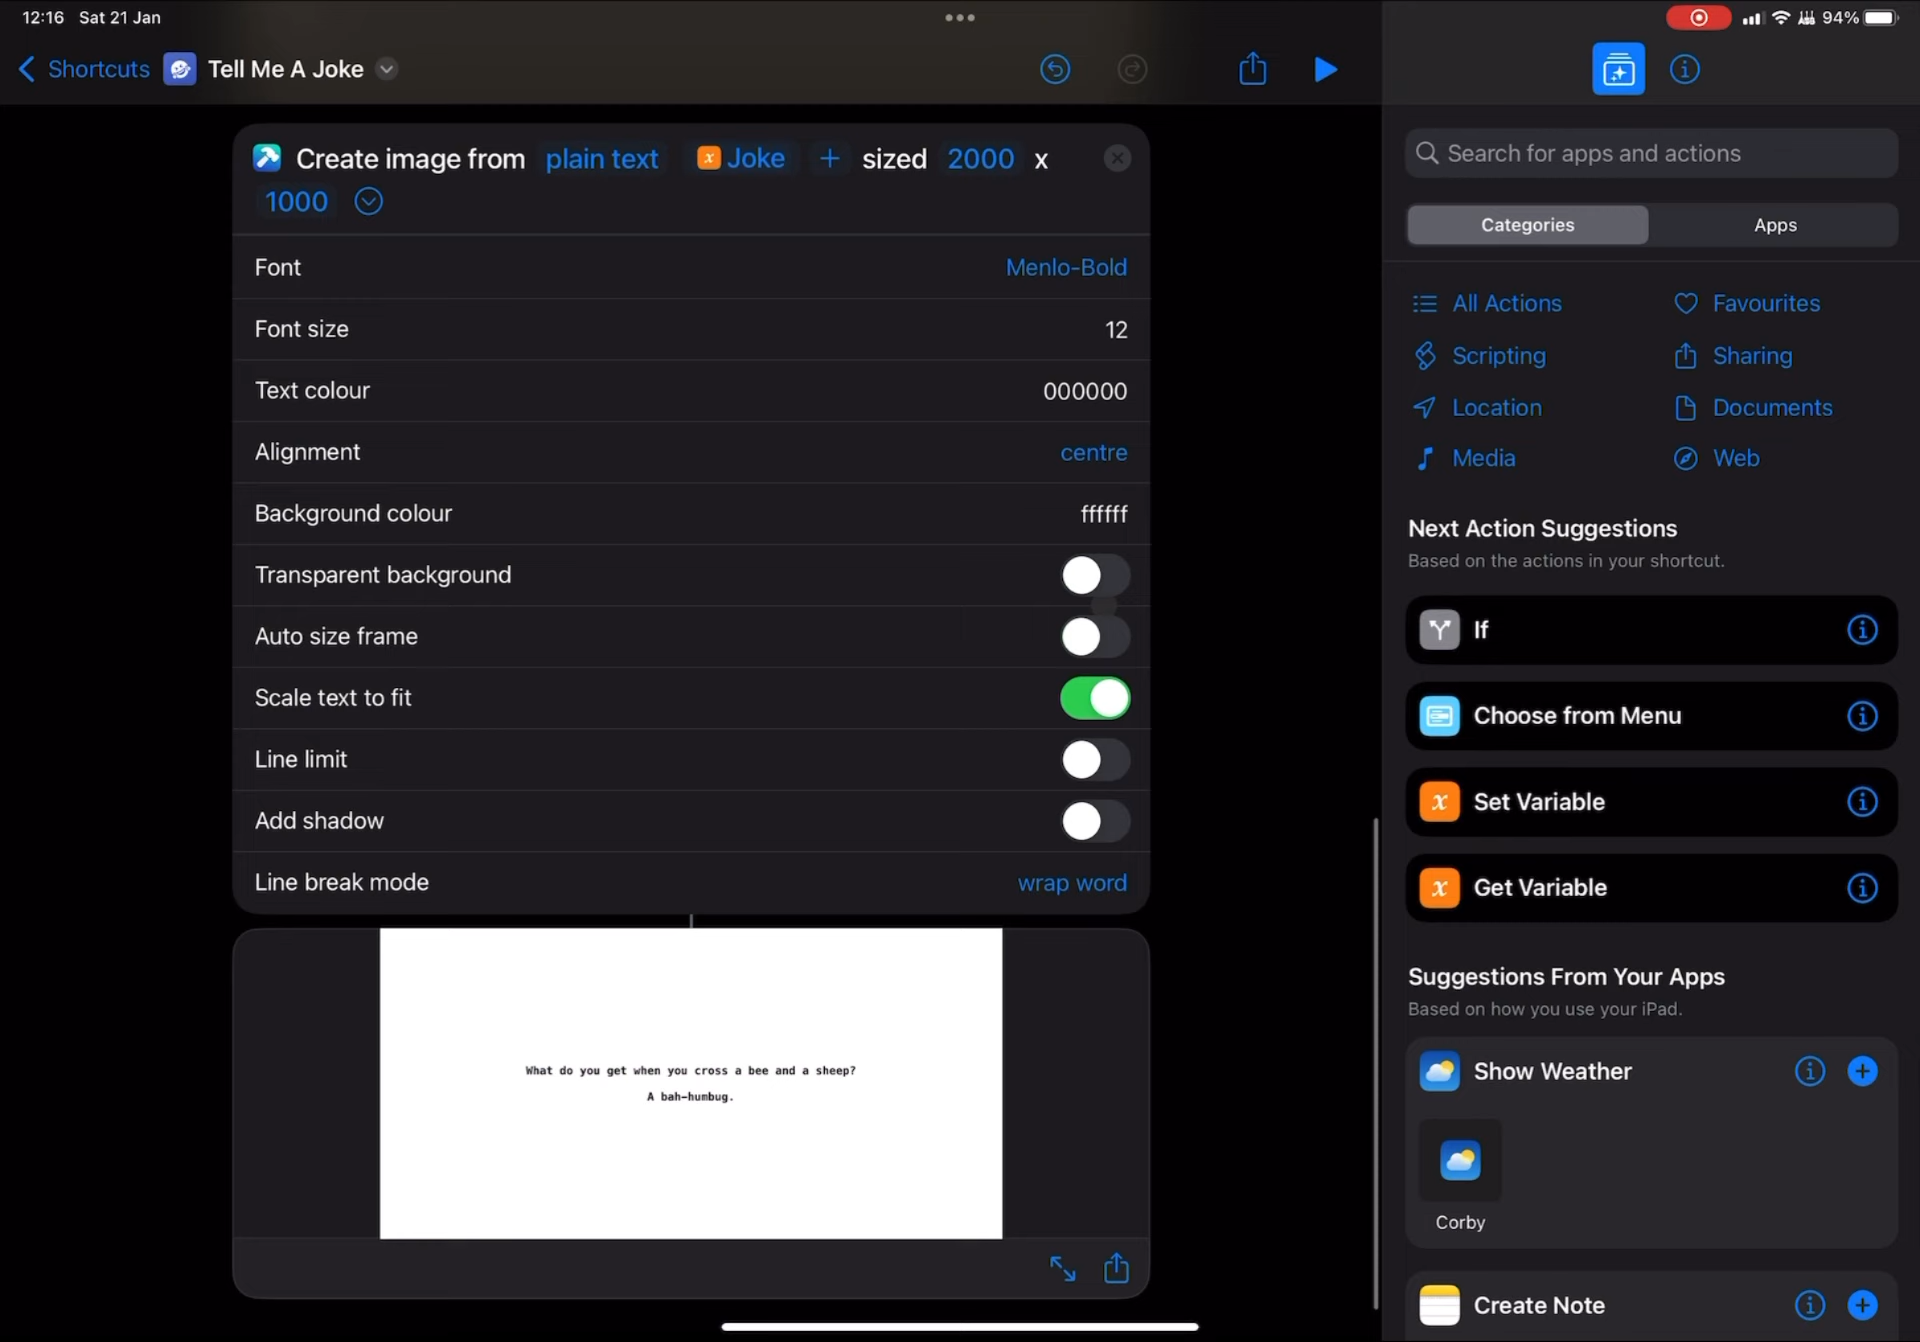 12:16 Sat 21 Jan
94%
Shortcuts Tell Me A Joke
Create image from plain text x Joke + sized 2000 x
1000
Font Menlo-Bold
Font size 12
Text colour 000000
Alignment centre
Background colour ffffff
Transparent background
Auto size frame
Scale text to fit
Line limit
Add shadow
Line break mode wrap word
What do you get when you cross a bee and a sheep?
A bah-humbug.
Search for apps and actions
Categories Apps
All Actions Favourites
Scripting Sharing
Location Documents
Media Web
Next Action Suggestions
Based on the actions in your shortcut.
If
Choose from Menu
x Set Variable
x Get Variable
Suggestions From Your Apps
Based on how you use your iPad.
Show Weather
Corby
Create Note